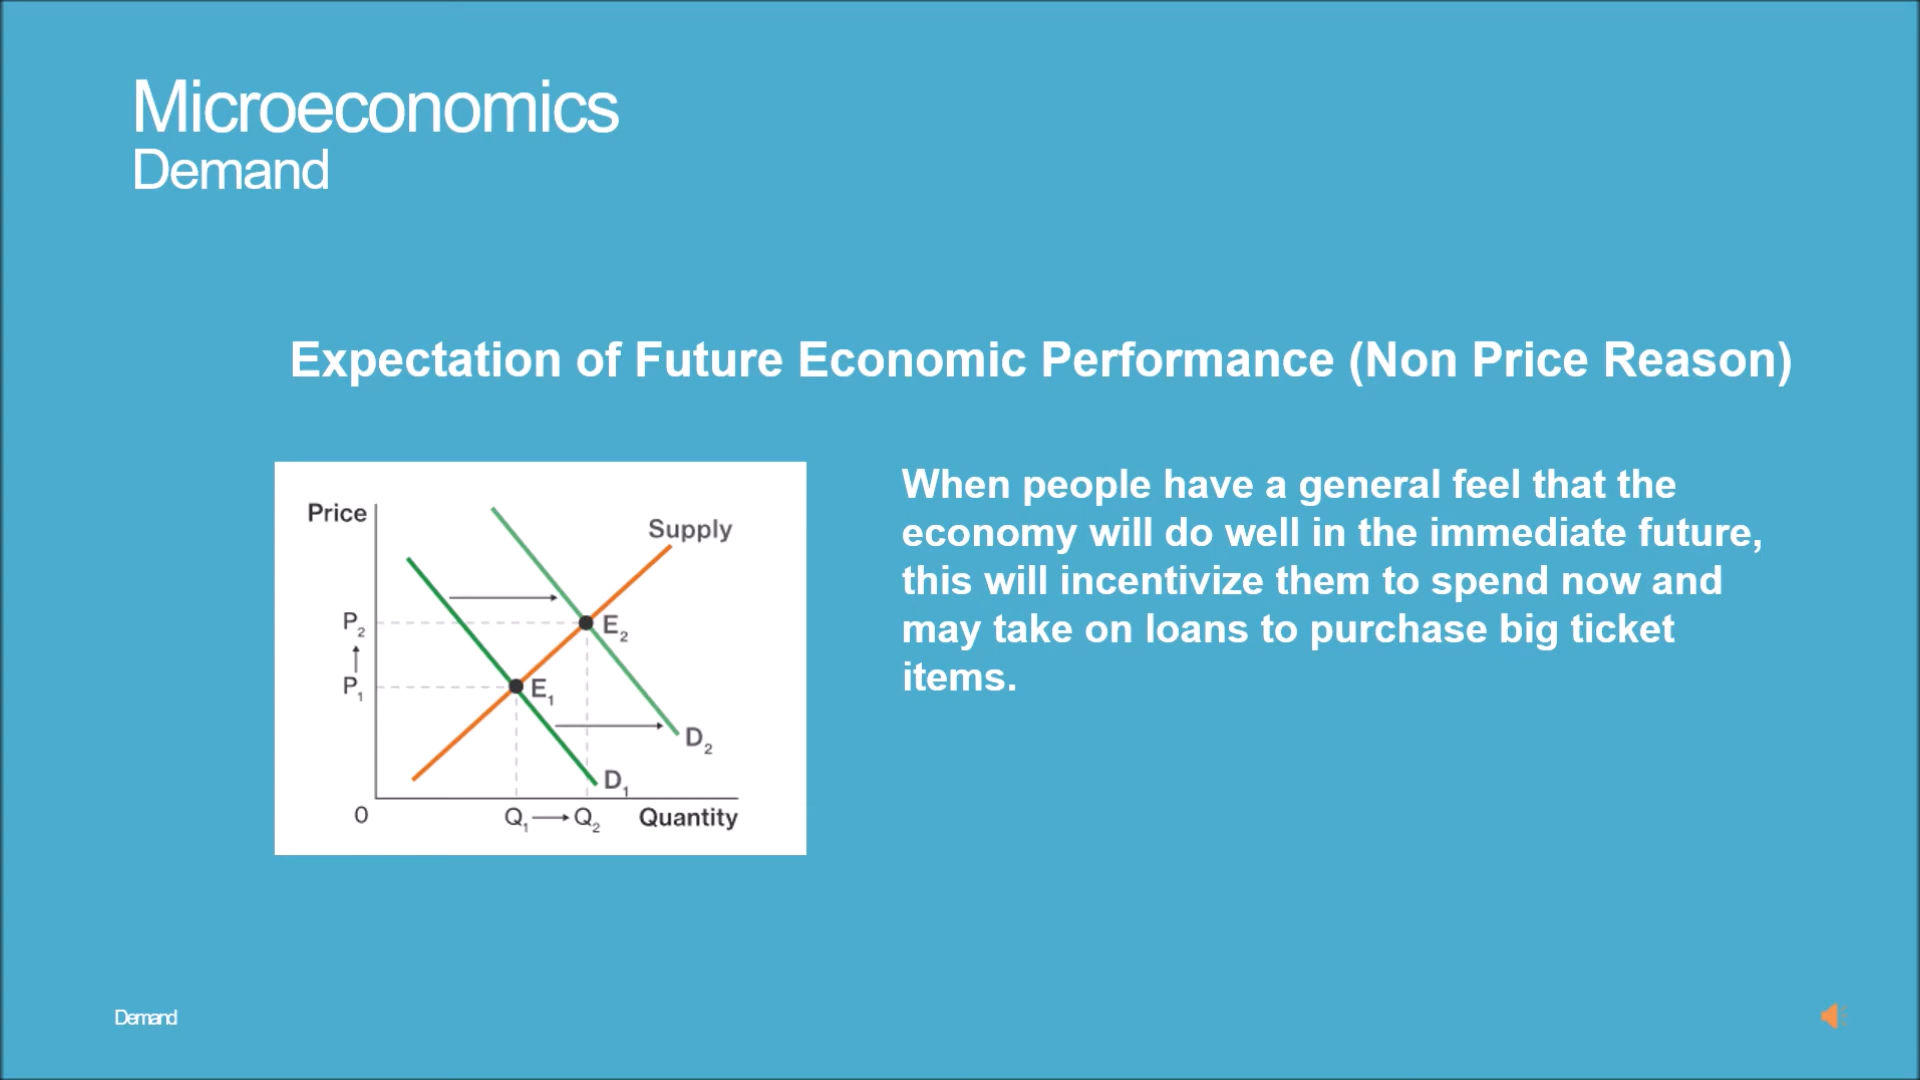 Microeconomics
Demand
Expectation of Future Economic Performance (Non Price Reason)
When people have a general feel that the
economy will do well in the immediate future,
this will incentivize them to spend now and
may take on loans to purchase big ticket
items.
Price
Supply
P2
E2
P1
E1
D2
D1
0
Q1
Q2
Quantity
Demand